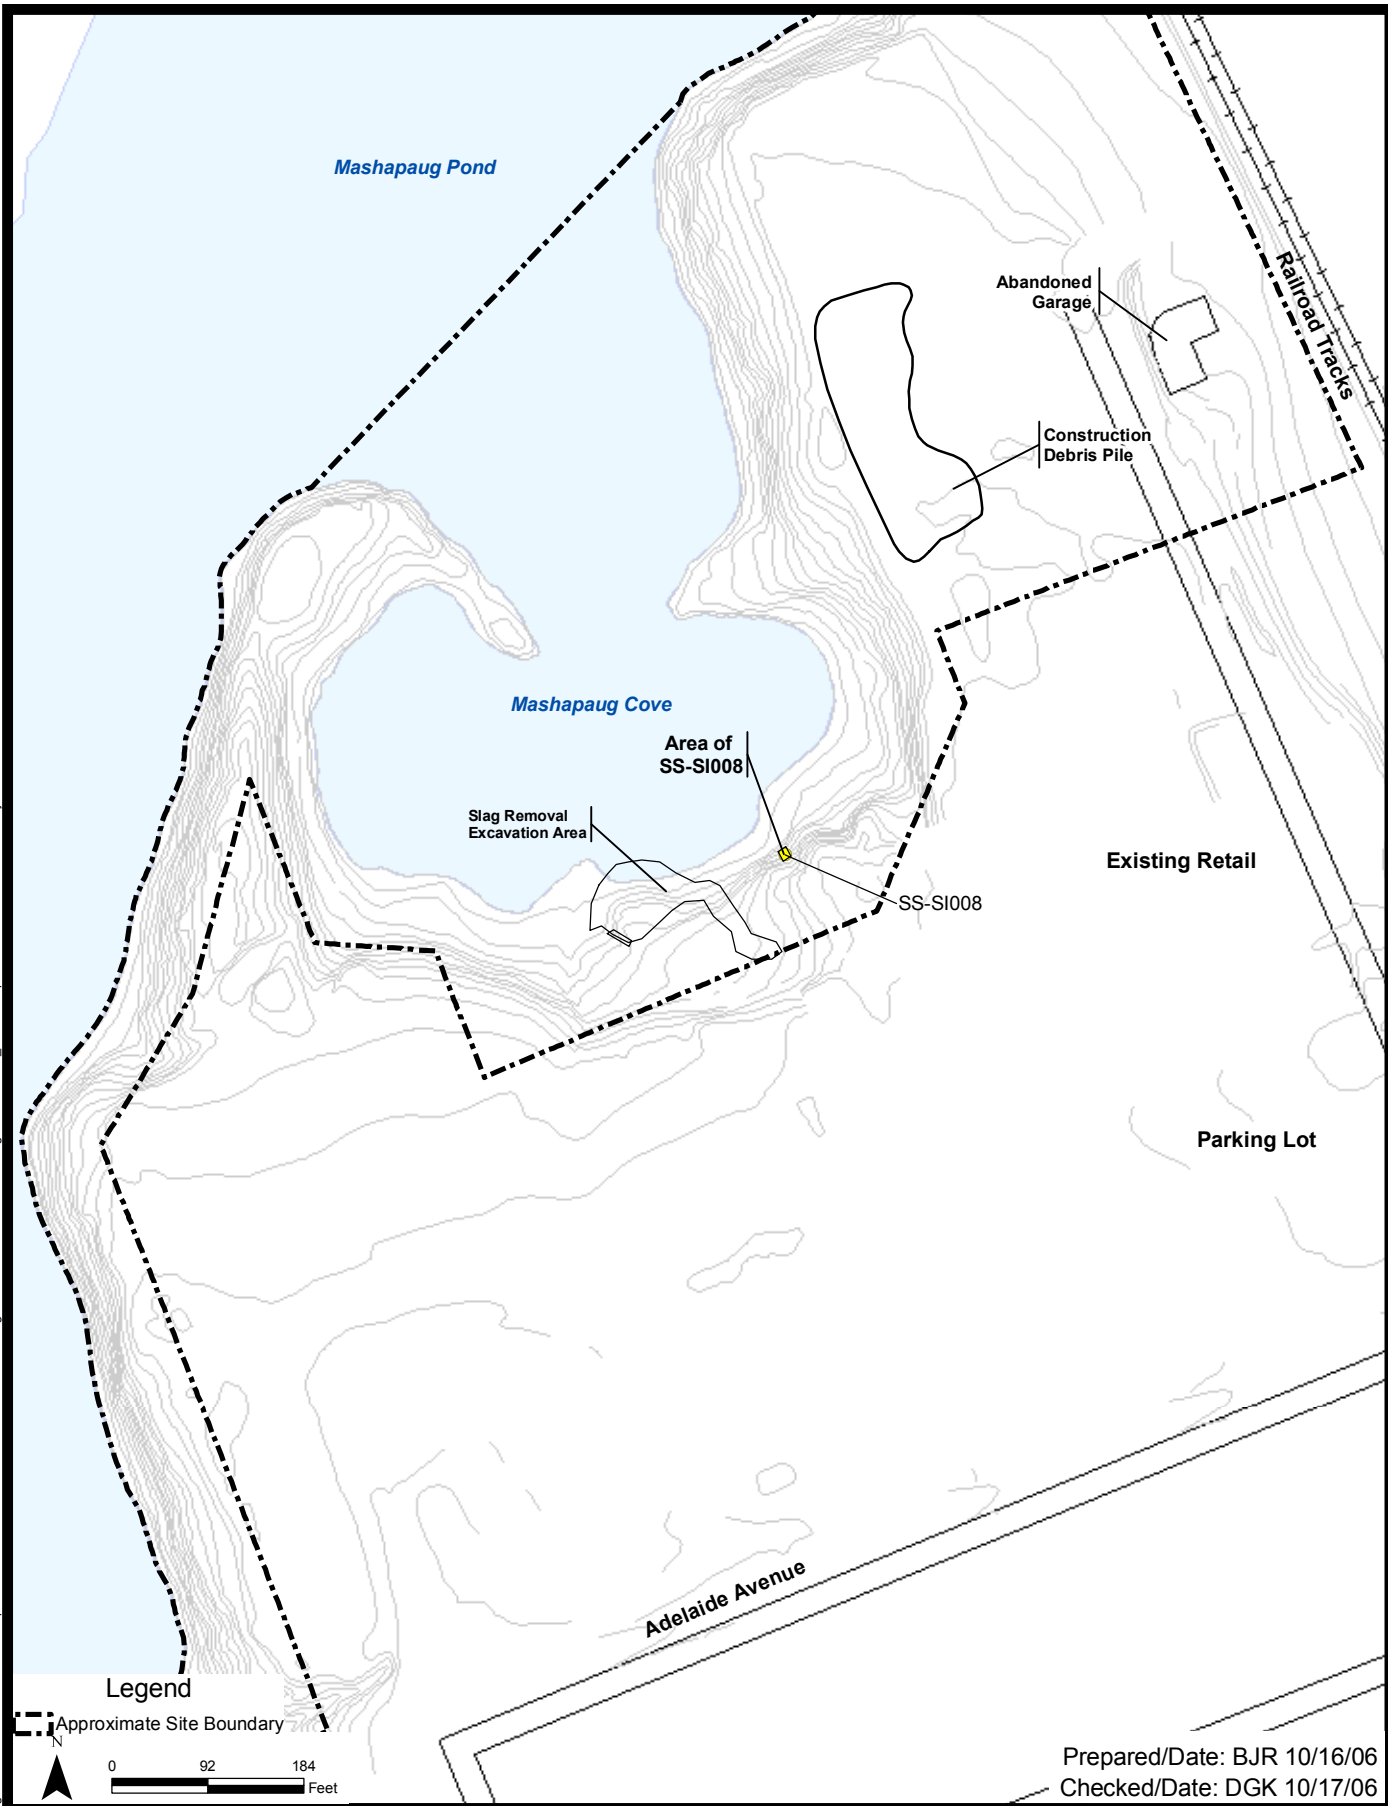 Mashapaug Pond
Abandoned
Garage
Railroad Tracks
Construction
Debris Pile
Mashapaug Cove
Area of
SS-SI008
Slag Removal
Excavation Area
Existing Retail
SS-SI008
Parking Lot
Adelaide Avenue
Legend
Approximate Site Boundary
N
0 92 184
Feet
Prepared/Date: BJR 10/16/06
Checked/Date: DGK 10/17/06